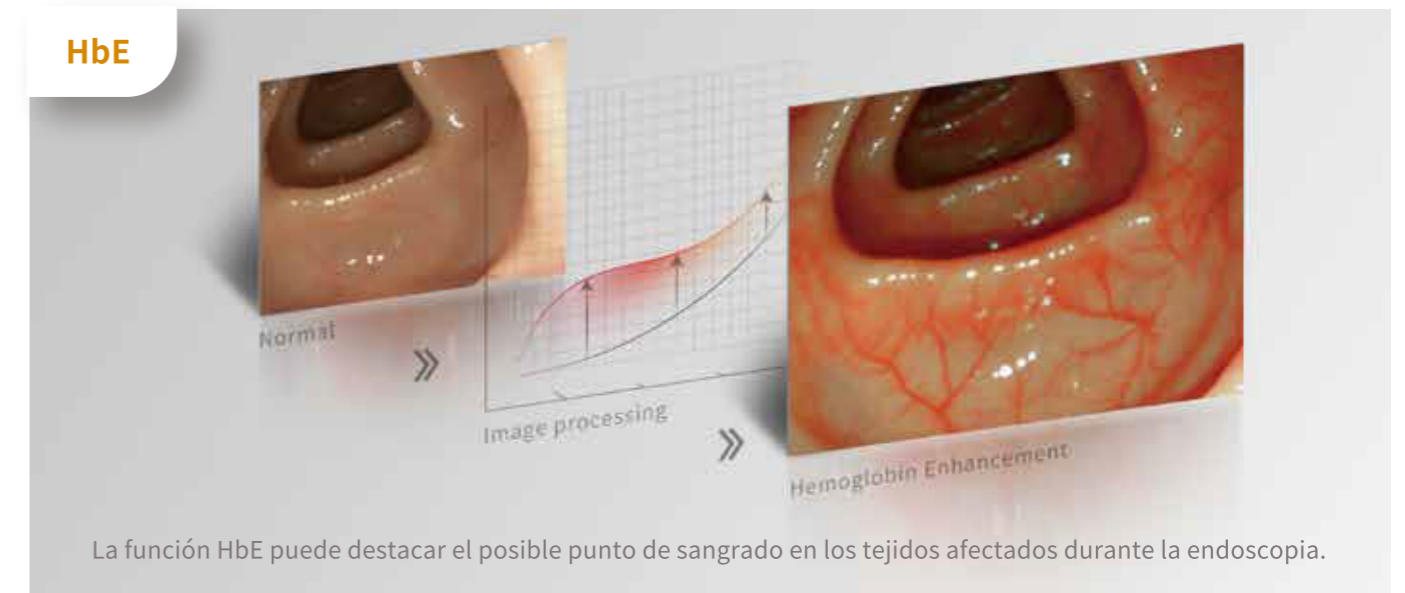 HbE
Normal
Image processing
Hemoglobin Enhancement
La función HbE puede destacar el posible punto de sangrado en los tejidos afectados durante la endoscopia.